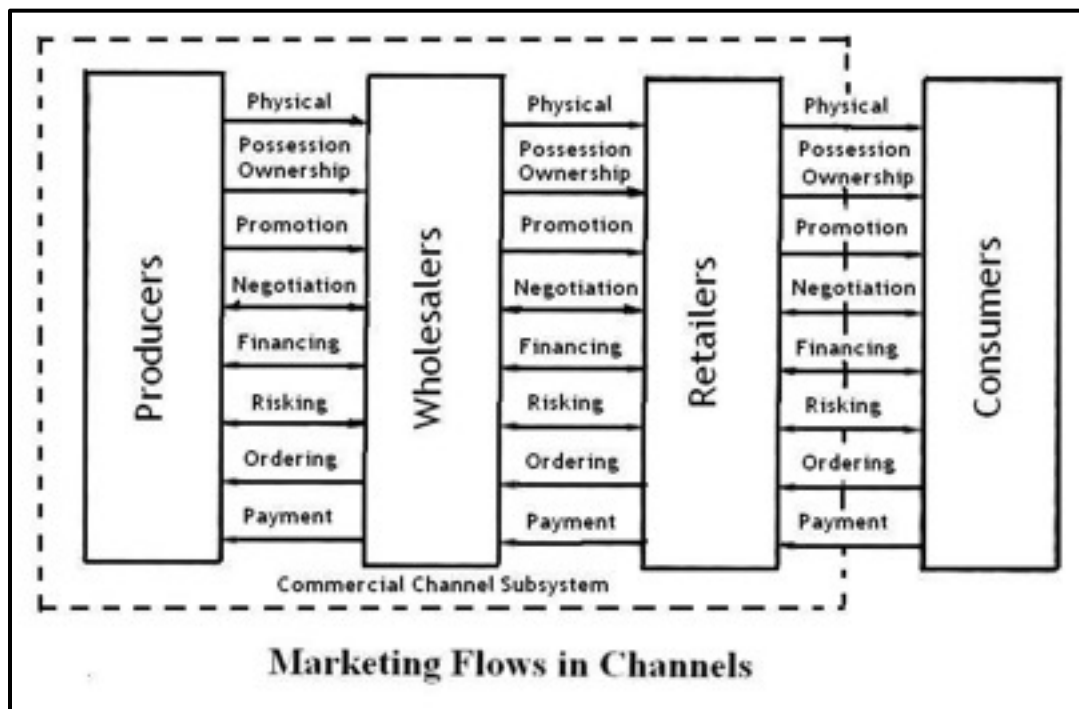 Producers
Physical
Possession
Ownership
Promotion
Negotiation
Financing
Risking
Ordering
Payment
Wholesalers
Physical
Possession
Ownership
Promotion
Negotiation
Financing
Risking
Ordering
Payment
Retailers
Physical
Possession
Ownership
Promotion
Negotiation
Financing
Risking
Ordering
Payment
Consumers
Commercial Channel Subsystem
Marketing Flows in Channels